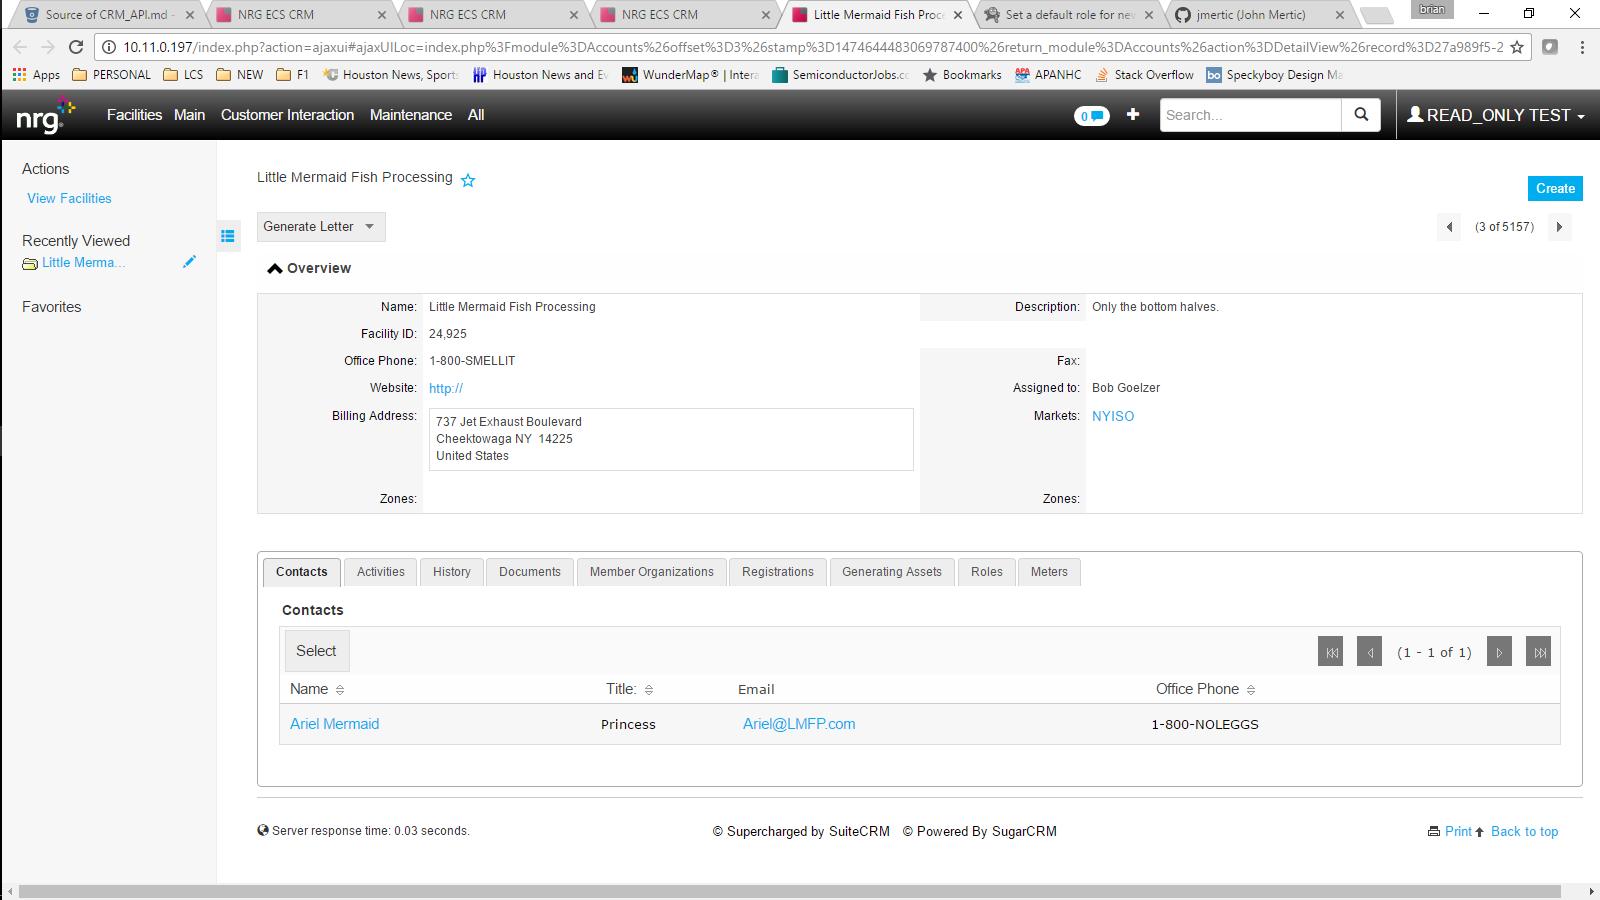 Source of CRM_API.md -
NRG ECS CRM
NRG ECS CRM
NRG ECS CRM
Little Mermaid Fish Proce
Set a default role for new
jmertic (John Mertic)
brian
10.11.0.197/index.php?action=ajaxui#ajaxUILoc=index.php%3Fmodule%3DAccounts%26offset%3D3%26stamp%3D1474644483069787400%26return_module%3DAccounts%26action%3DDetailView%26record%3D27a989f5-2
Apps PERSONAL LCS NEW F1 Houston News, Sports Houston News and Ev WunderMap® | Intera SemiconductorJobs.co Bookmarks APANHC Stack Overflow Speckyboy Design Ma
nrg Facilities Main Customer Interaction Maintenance All 0 Search... READ_ONLY TEST
Actions
View Facilities
Recently Viewed
Little Merma...
Favorites
Little Mermaid Fish Processing
Create
Generate Letter
(3 of 5157)
Overview
Name: Little Mermaid Fish Processing Description: Only the bottom halves.
Facility ID: 24,925
Office Phone: 1-800-SMELLIT Fax:
Website: http:// Assigned to: Bob Goelzer
Billing Address: 737 Jet Exhaust Boulevard Markets: NYISO
Cheektowaga NY 14225
United States
Zones: Zones:
Contacts Activities History Documents Member Organizations Registrations Generating Assets Roles Meters
Contacts
Select (1 - 1 of 1)
Name Title: Email Office Phone
Ariel Mermaid Princess Ariel@LMFP.com 1-800-NOLEGGS
Server response time: 0.03 seconds. © Supercharged by SuiteCRM © Powered By SugarCRM Print Back to top